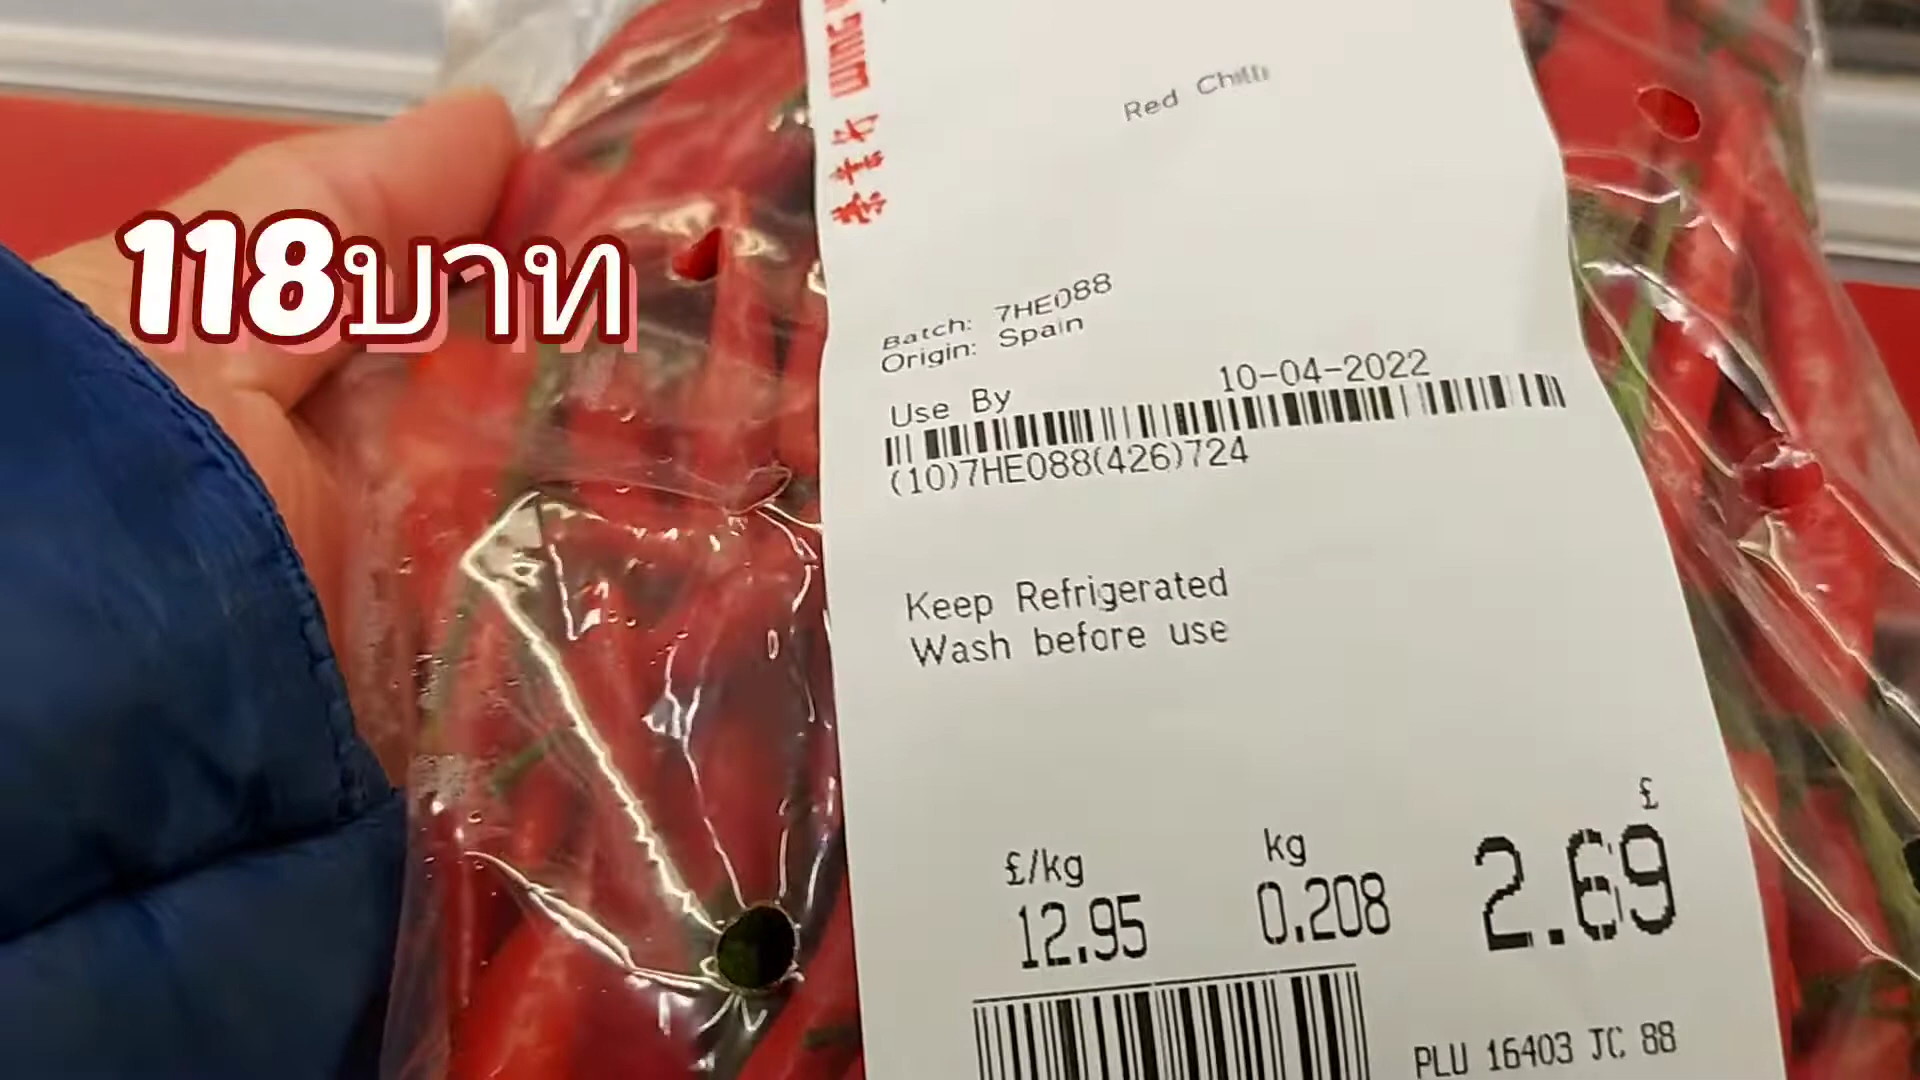 Red Chilli
118บาท
Batch: 7HE088
Origin: Spain
Use By 10-04-2022
(10)7HE088(426)724
Keep Refrigerated
Wash before use
£
£/kg kg
12.95 0.208 2.69
PLU 16403 JC 88